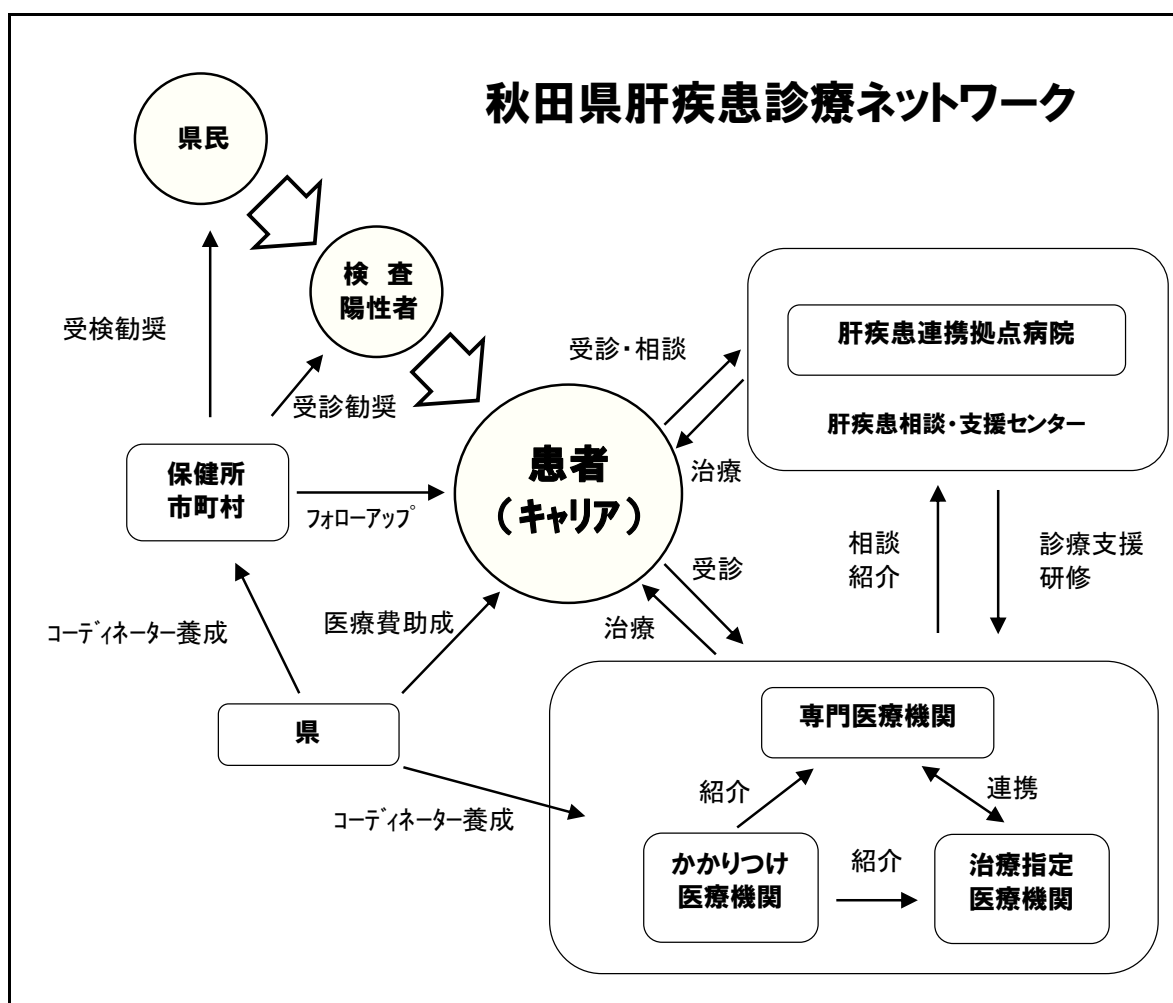 秋田県肝疾患診療ネットワーク
県民
検　査
陽性者
受検勧奨
受診勧奨
受診・相談
肝疾患連携拠点病院
肝疾患相談・支援センター
治療
保健所
市町村
フォローアップ
患者
（キャリア）
相談
紹介
診療支援
研修
受診
治療
コーディネーター養成
医療費助成
県
コーディネーター養成
専門医療機関
紹介
連携
かかりつけ
医療機関
紹介
治療指定
医療機関